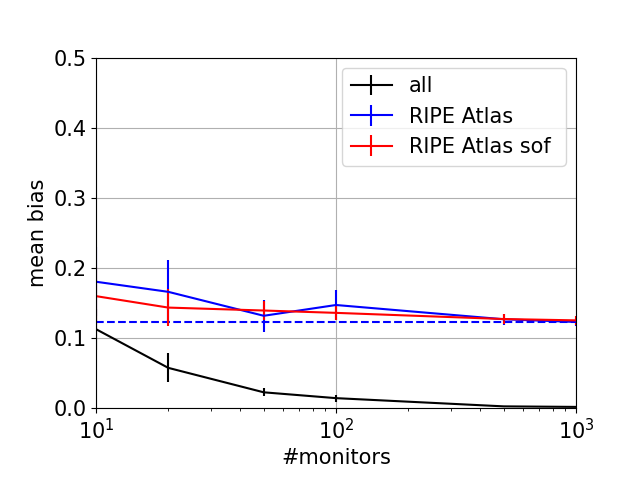 0.5
0.4
0.3
0.2
0.1
0.0
mean bias
10¹
10²
10³
#monitors
all
RIPE Atlas
RIPE Atlas sof